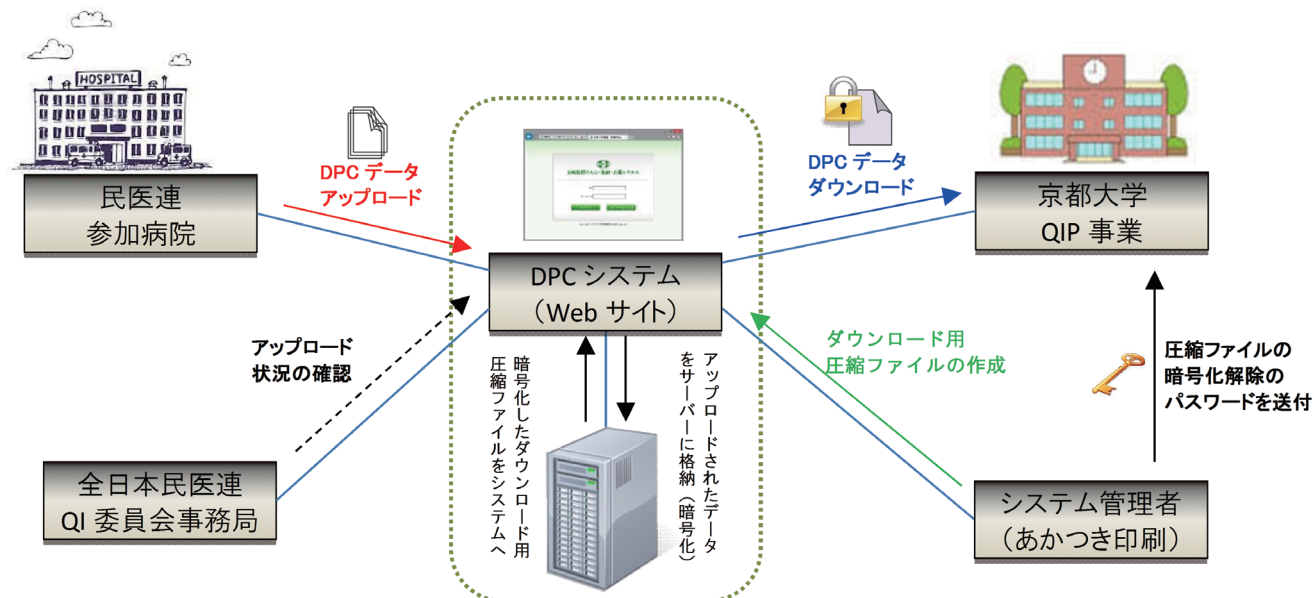 HOSPITAL
DPC データ
アップロード
DPC データ
ダウンロード
民医連
参加病院
京都大学
QIP 事業
DPC システム
（Web サイト）
アップロード
状況の確認
ダウンロード用
圧縮ファイルの作成
圧縮ファイルの
暗号化解除の
パスワードを送付
アップロードされたデータ
をサーバーに格納（暗号化）
暗号化したダウンロード用
圧縮ファイルをシステムへ
全日本民医連
QI 委員会事務局
システム管理者
（あかつき印刷）